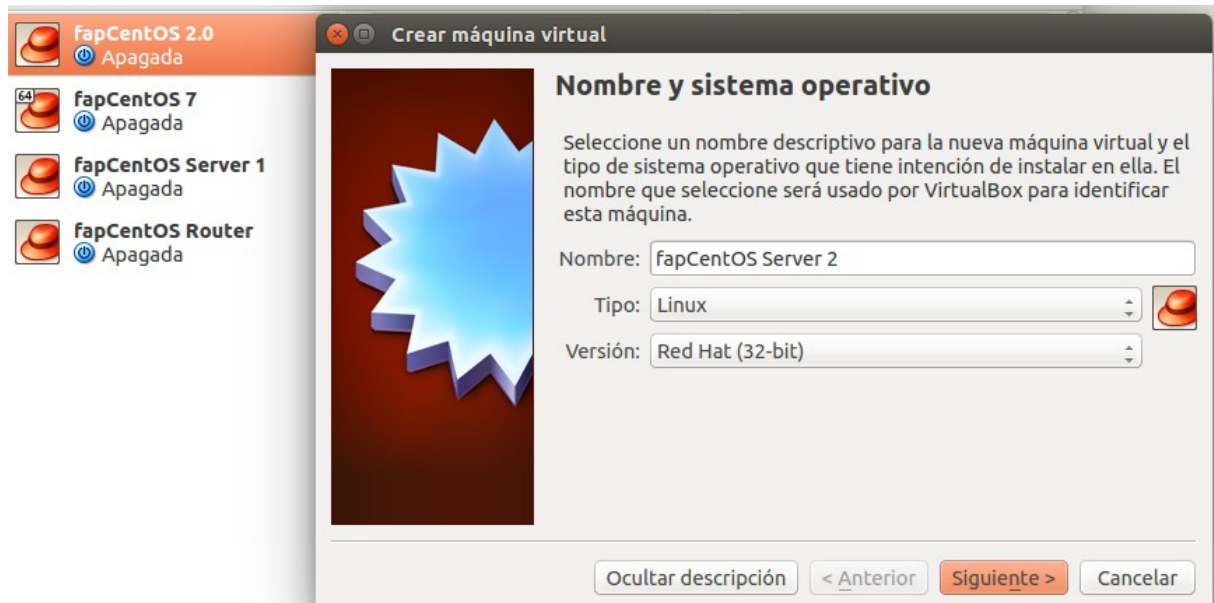 fapCentOS 2.0
Apagada
64
fapCentOS 7
Apagada
fapCentOS Server 1
Apagada
fapCentOS Router
Apagada
Crear máquina virtual
Nombre y sistema operativo
Seleccione un nombre descriptivo para la nueva máquina virtual y el
tipo de sistema operativo que tiene intención de instalar en ella. El
nombre que seleccione será usado por VirtualBox para identificar
esta máquina.
Nombre: fapCentOS Server 2
Tipo: Linux
Versión: Red Hat (32-bit)
Ocultar descripción < Anterior Siguiente > Cancelar